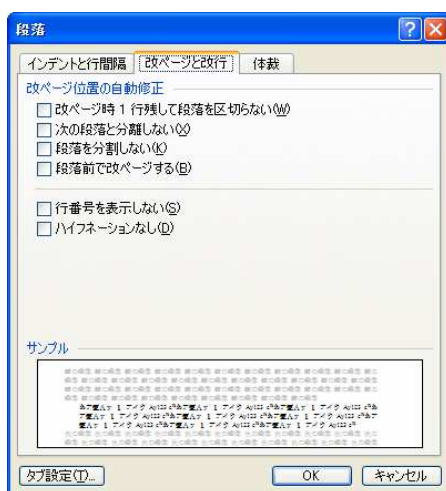 段落
インデントと行間隔 改ページと改行 体裁
改ページ位置の自動修正
改ページ時 1 行残して段落を区切らない(W)
次の段落と分離しない(X)
段落を分割しない(K)
段落前で改ページする(B)
行番号を表示しない(S)
ハイフネーションなし(D)
サンプル
タブ設定(T)... OK キャンセル